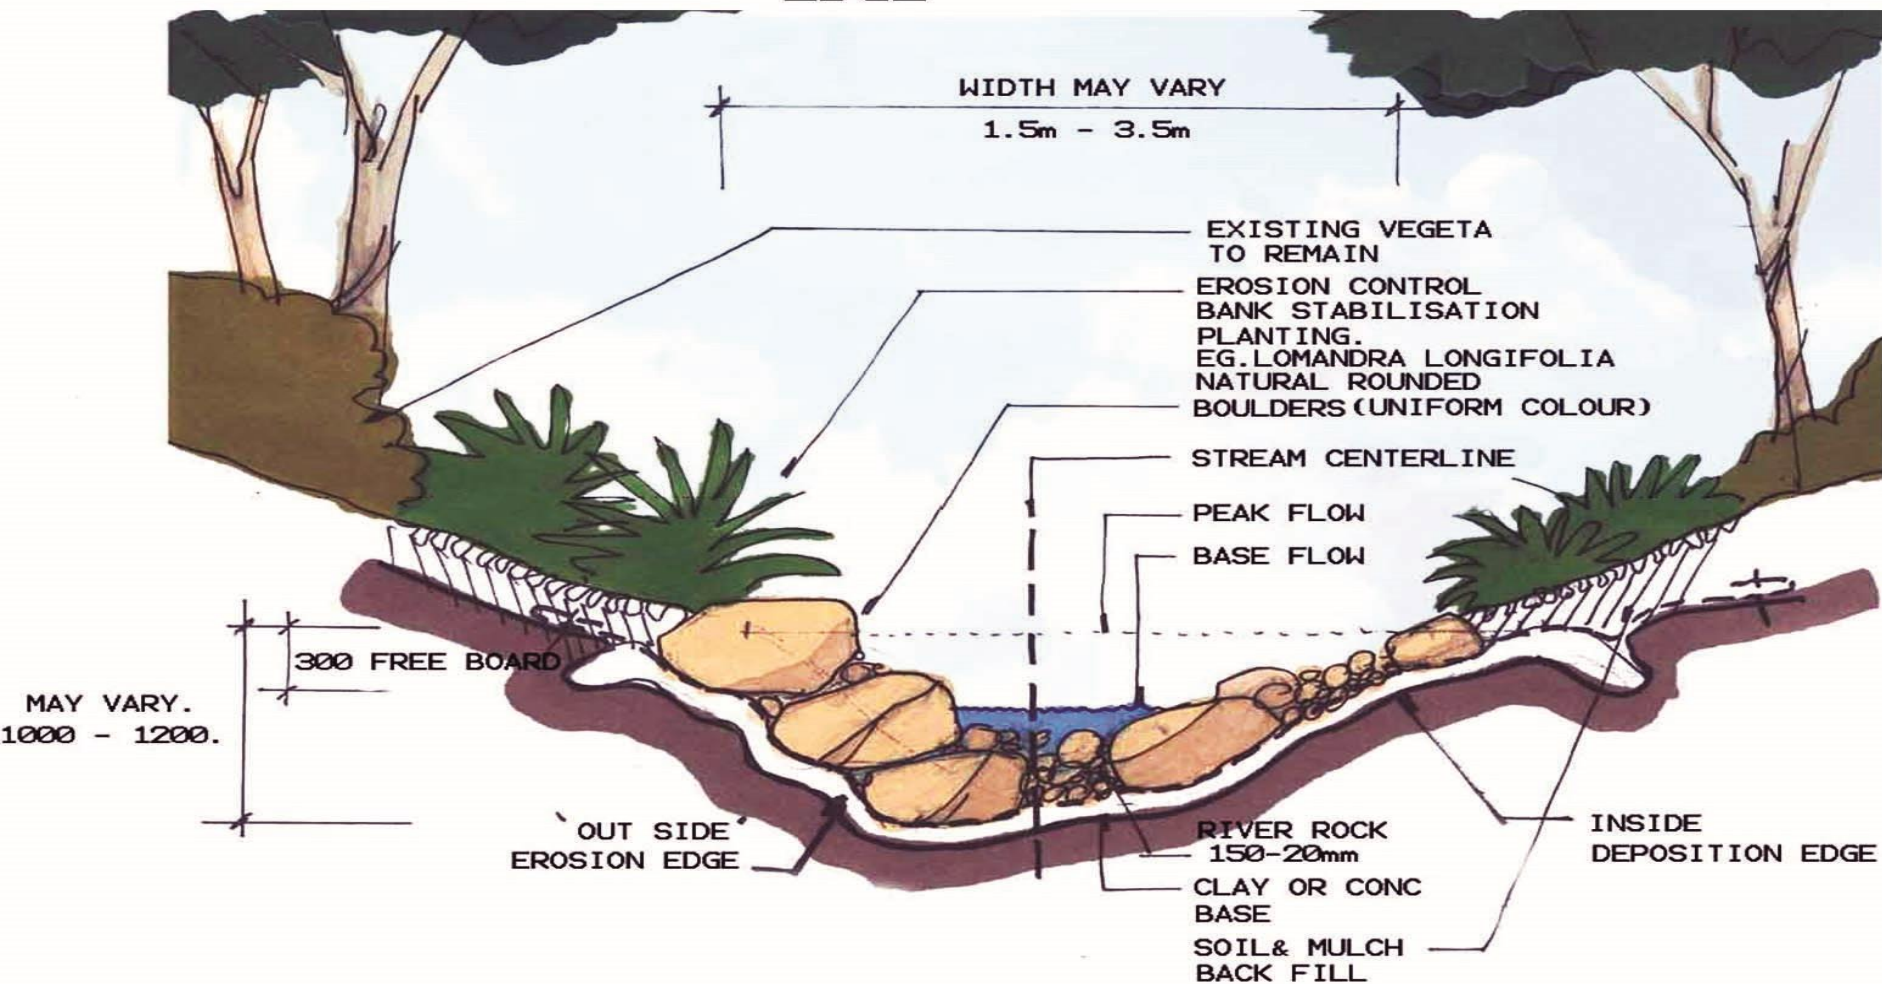 WIDTH MAY VARY
1.5m - 3.5m
EXISTING VEGETA
TO REMAIN
EROSION CONTROL
BANK STABILISATION
PLANTING.
EG.LOMANDRA LONGIFOLIA
NATURAL ROUNDED
BOULDERS(UNIFORM COLOUR)
STREAM CENTERLINE
PEAK FLOW
BASE FLOW
300 FREE BOARD
MAY VARY.
1000 - 1200.
'OUT SIDE'
EROSION EDGE
RIVER ROCK
150-20mm
INSIDE
DEPOSITION EDGE
CLAY OR CONC
BASE
SOIL& MULCH
BACK FILL